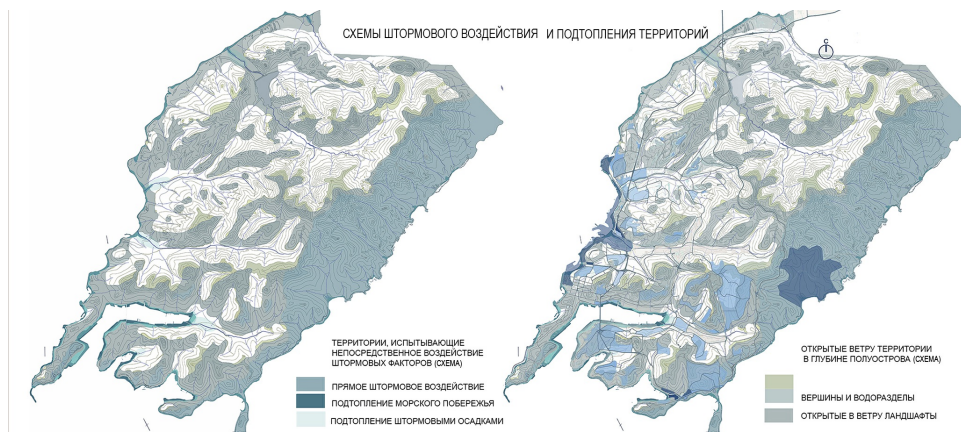 СХЕМЫ ШТОРМОВОГО ВОЗДЕЙСТВИЯ И ПОДТОПЛЕНИЯ ТЕРРИТОРИЙ
С
ТЕРРИТОРИИ, ИСПЫТЫВАЮЩИЕ
НЕПОСРЕДСТВЕННОЕ ВОЗДЕЙСТВИЕ
ШТОРМОВЫХ ФАКТОРОВ (СХЕМА)
ПРЯМОЕ ШТОРМОВОЕ ВОЗДЕЙСТВИЕ
ПОДТОПЛЕНИЕ МОРСКОГО ПОБЕРЕЖЬЯ
ПОДТОПЛЕНИЕ ШТОРМОВЫМИ ОСАДКАМИ
ОТКРЫТЫЕ ВЕТРУ ТЕРРИТОРИИ
В ГЛУБИНЕ ПОЛУОСТРОВА (СХЕМА)
ВЕРШИНЫ И ВОДОРАЗДЕЛЫ
ОТКРЫТЫЕ В ВЕТРУ ЛАНДШАФТЫ